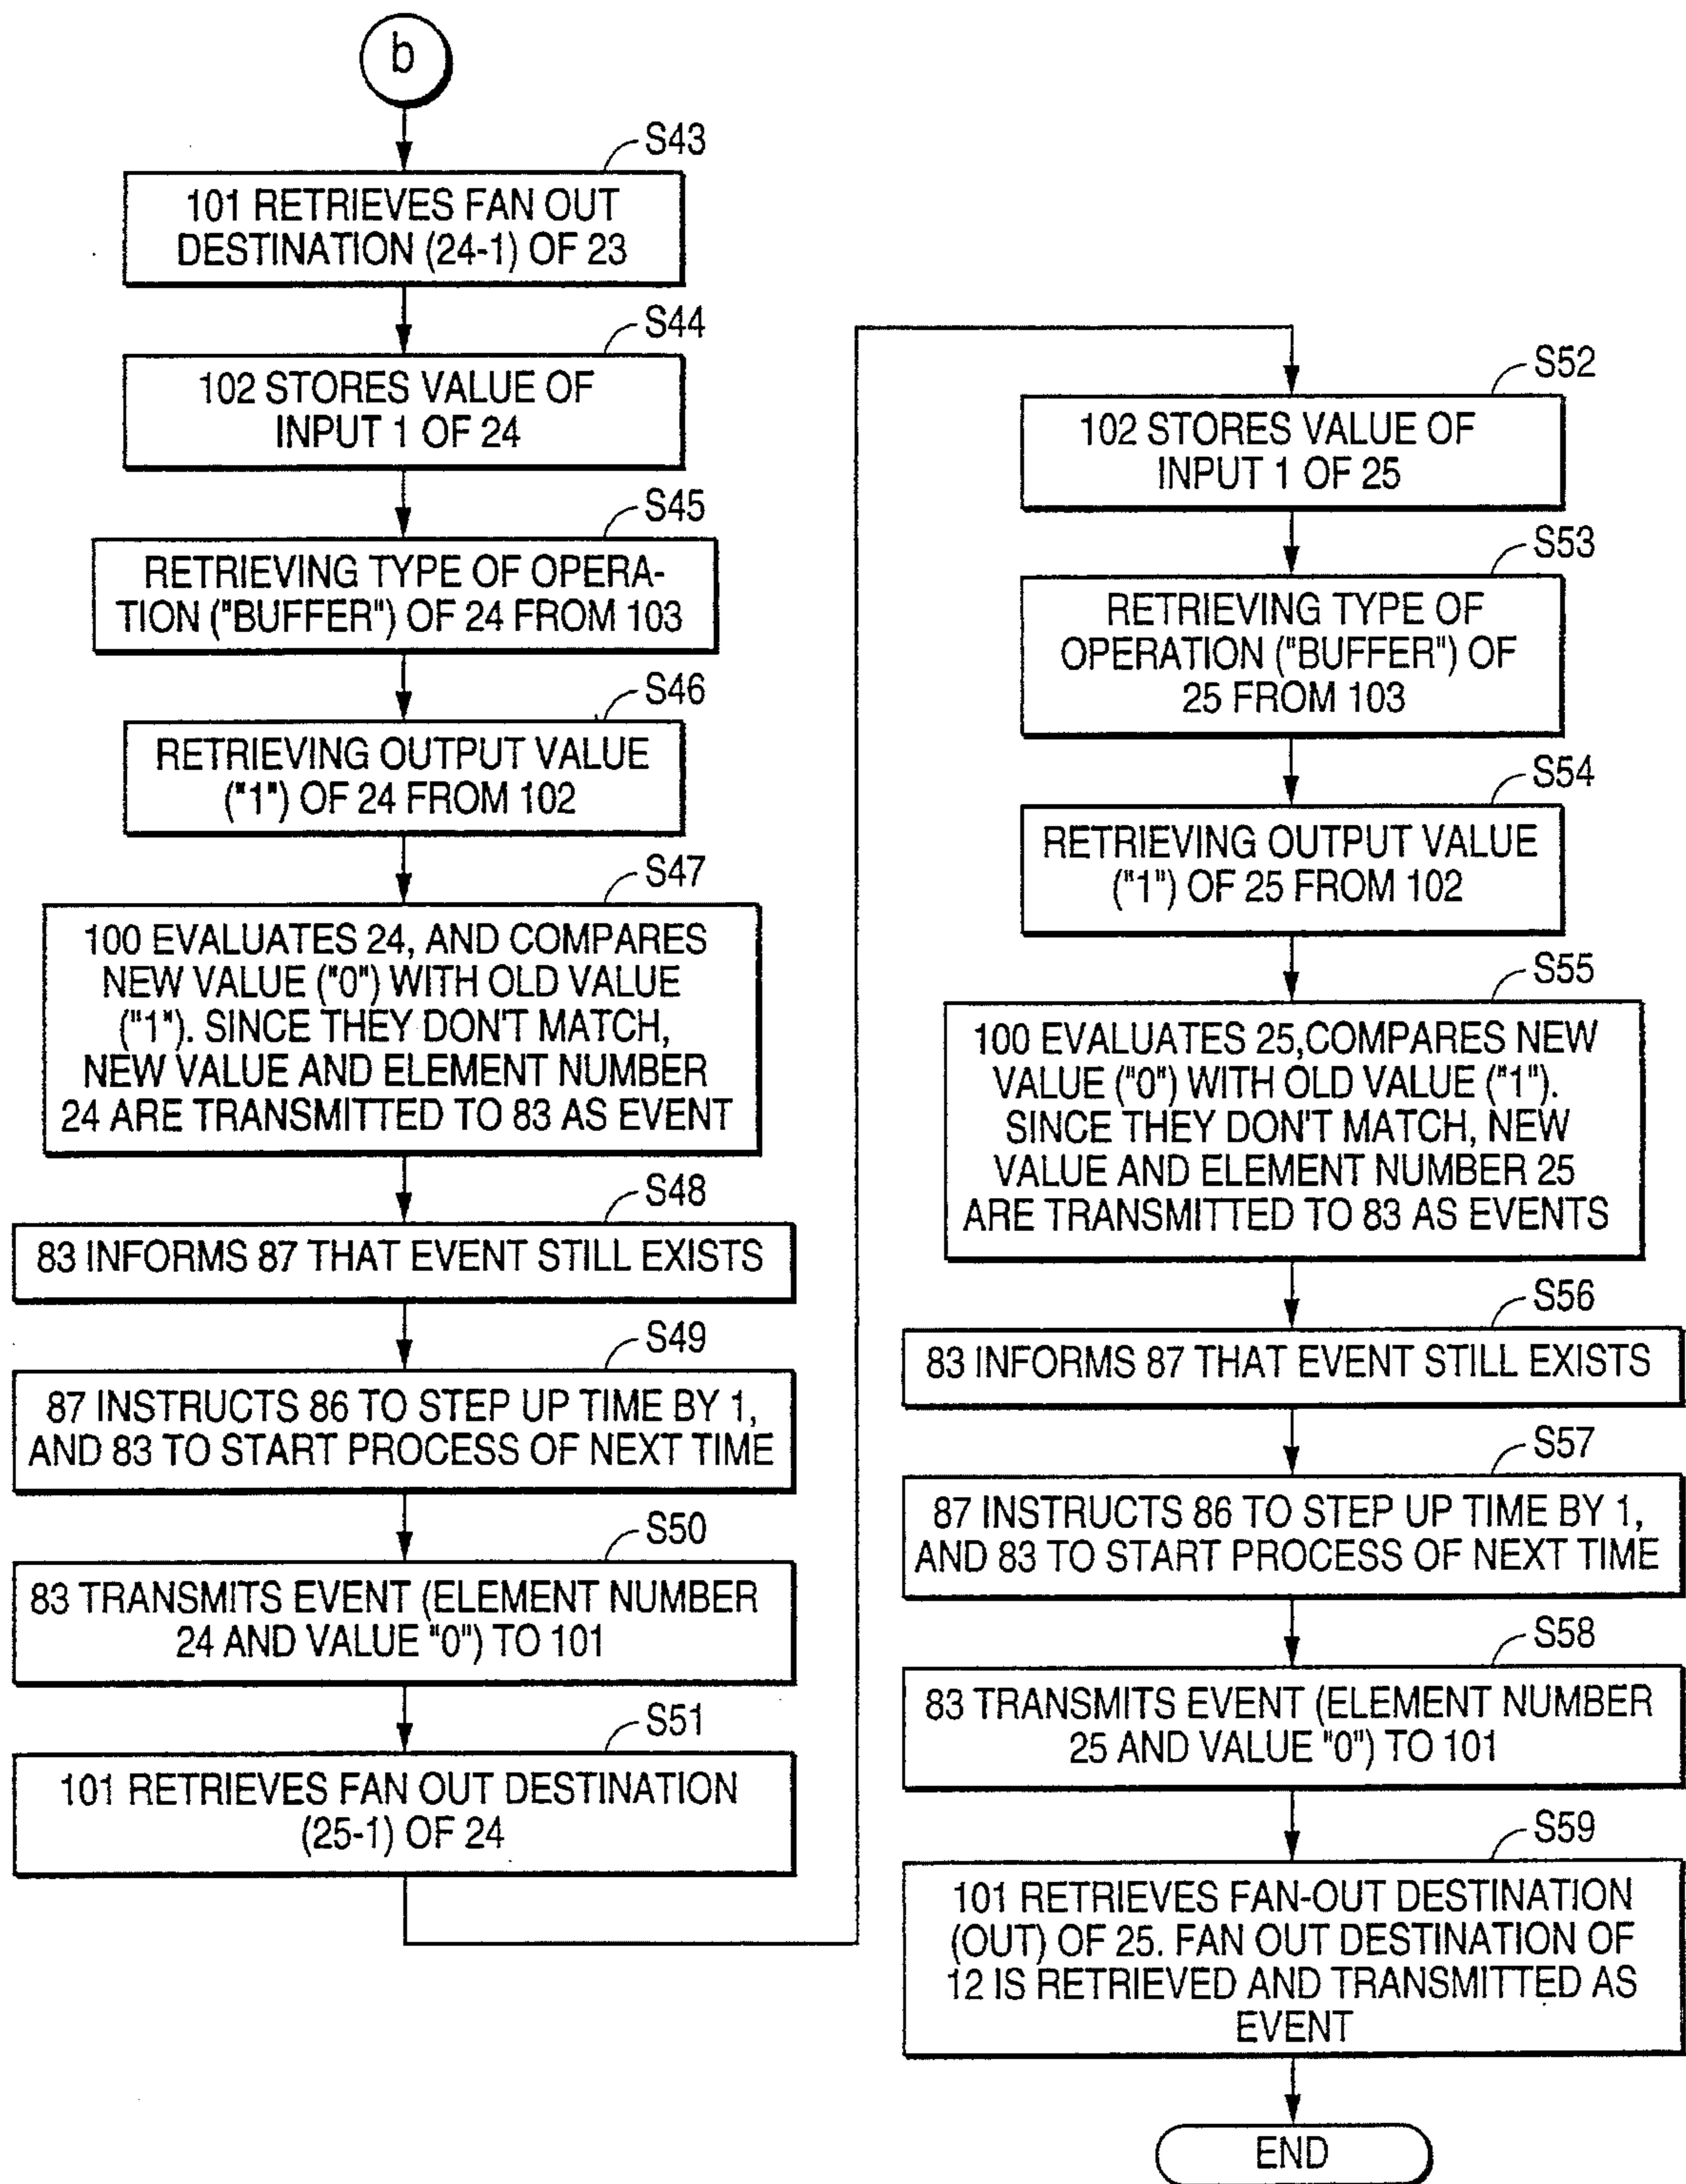 b
S43
101 RETRIEVES FAN OUT
DESTINATION (24-1) OF 23
S44
102 STORES VALUE OF
INPUT 1 OF 24
S45
RETRIEVING TYPE OF OPERA-
TION ("BUFFER") OF 24 FROM 103
S46
RETRIEVING OUTPUT VALUE
("1") OF 24 FROM 102
S47
100 EVALUATES 24, AND COMPARES
NEW VALUE ("0") WITH OLD VALUE
("1"). SINCE THEY DON'T MATCH,
NEW VALUE AND ELEMENT NUMBER
24 ARE TRANSMITTED TO 83 AS EVENT
S48
83 INFORMS 87 THAT EVENT STILL EXISTS
S49
87 INSTRUCTS 86 TO STEP UP TIME BY 1,
AND 83 TO START PROCESS OF NEXT TIME
S50
83 TRANSMITS EVENT (ELEMENT NUMBER
24 AND VALUE "0") TO 101
S51
101 RETRIEVES FAN OUT DESTINATION
(25-1) OF 24
S52
102 STORES VALUE OF
INPUT 1 OF 25
S53
RETRIEVING TYPE OF
OPERATION ("BUFFER") OF
25 FROM 103
S54
RETRIEVING OUTPUT VALUE
("1") OF 25 FROM 102
S55
100 EVALUATES 25,COMPARES NEW
VALUE ("0") WITH OLD VALUE ("1").
SINCE THEY DON'T MATCH, NEW
VALUE AND ELEMENT NUMBER 25
ARE TRANSMITTED TO 83 AS EVENTS
S56
83 INFORMS 87 THAT EVENT STILL EXISTS
S57
87 INSTRUCTS 86 TO STEP UP TIME BY 1,
AND 83 TO START PROCESS OF NEXT TIME
S58
83 TRANSMITS EVENT (ELEMENT NUMBER
25 AND VALUE "0") TO 101
S59
101 RETRIEVES FAN-OUT DESTINATION
(OUT) OF 25. FAN OUT DESTINATION OF
12 IS RETRIEVED AND TRANSMITTED AS
EVENT
END